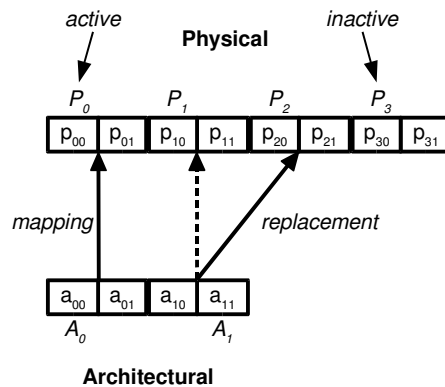 active inactive
Physical
P0 P1 P2 P3
p00 p01 p10 p11 p20 p21 p30 p31
mapping replacement
a00 a01 a10 a11
A0 A1
Architectural